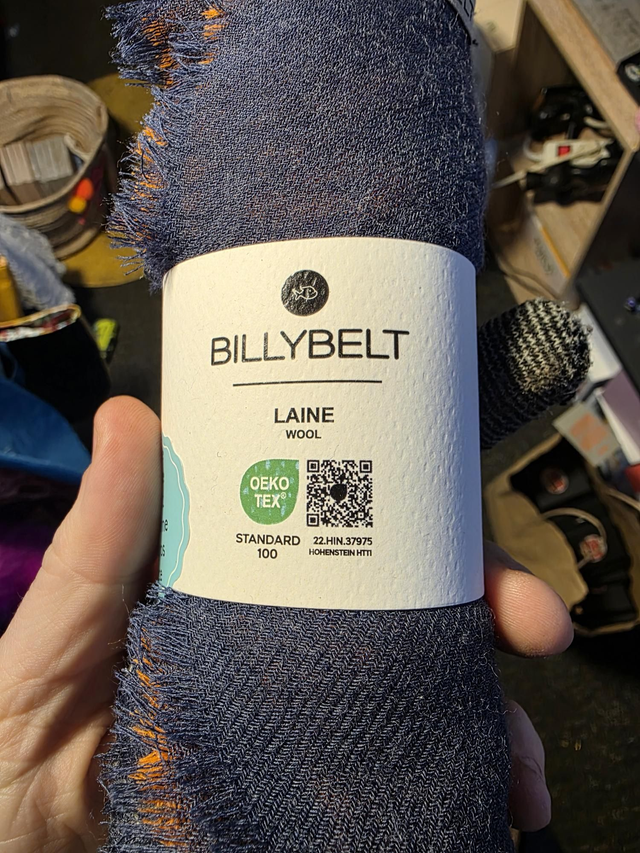 BILLYBELT
LAINE
WOOL
OEKO
TEX®
STANDARD
100
22.HIN.37975
HOHENSTEIN HTTI